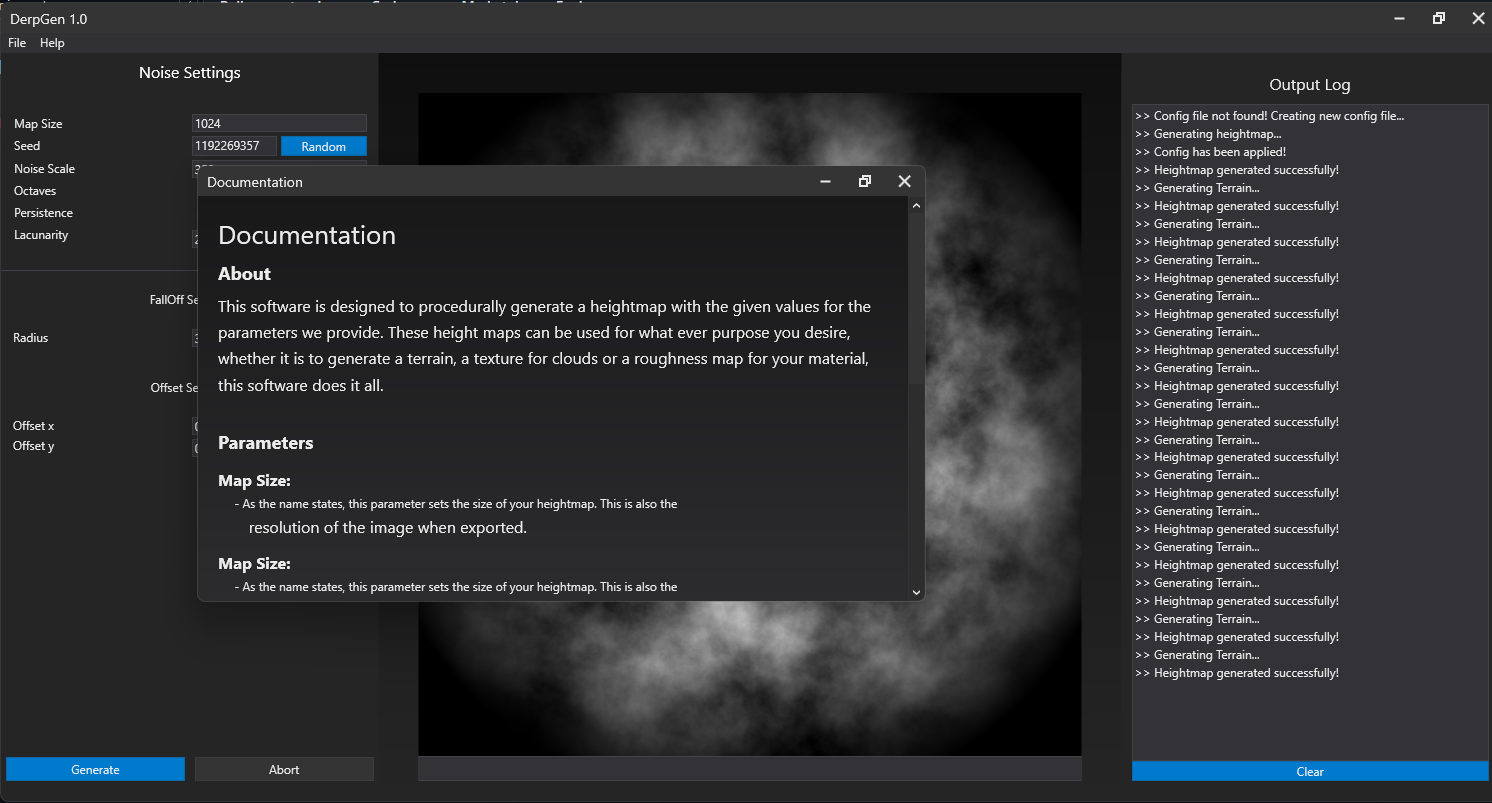 DerpGen 1.0
File Help
Noise Settings
Map Size 1024
Seed 1192269357 Random
Noise Scale
Octaves
Persistence
Lacunarity
FallOff
Radius
Offset
Offset x
Offset y
Generate Abort
Documentation
Documentation
About
This software is designed to procedurally generate a heightmap with the given values for the
parameters we provide. These height maps can be used for what ever purpose you desire,
whether it is to generate a terrain, a texture for clouds or a roughness map for your material,
this software does it all.
Parameters
Map Size:
- As the name states, this parameter sets the size of your heightmap. This is also the
resolution of the image when exported.
Map Size:
- As the name states, this parameter sets the size of your heightmap. This is also the
Output Log
>> Config file not found! Creating new config file...
>> Generating heightmap...
>> Config has been applied!
>> Heightmap generated successfully!
>> Generating Terrain...
>> Heightmap generated successfully!
>> Generating Terrain...
>> Heightmap generated successfully!
>> Generating Terrain...
>> Heightmap generated successfully!
>> Generating Terrain...
>> Heightmap generated successfully!
>> Generating Terrain...
>> Heightmap generated successfully!
>> Generating Terrain...
>> Heightmap generated successfully!
>> Generating Terrain...
>> Heightmap generated successfully!
>> Generating Terrain...
>> Heightmap generated successfully!
>> Generating Terrain...
>> Heightmap generated successfully!
>> Generating Terrain...
>> Heightmap generated successfully!
>> Generating Terrain...
>> Heightmap generated successfully!
>> Generating Terrain...
>> Heightmap generated successfully!
>> Generating Terrain...
>> Heightmap generated successfully!
>> Generating Terrain...
>> Heightmap generated successfully!
Clear